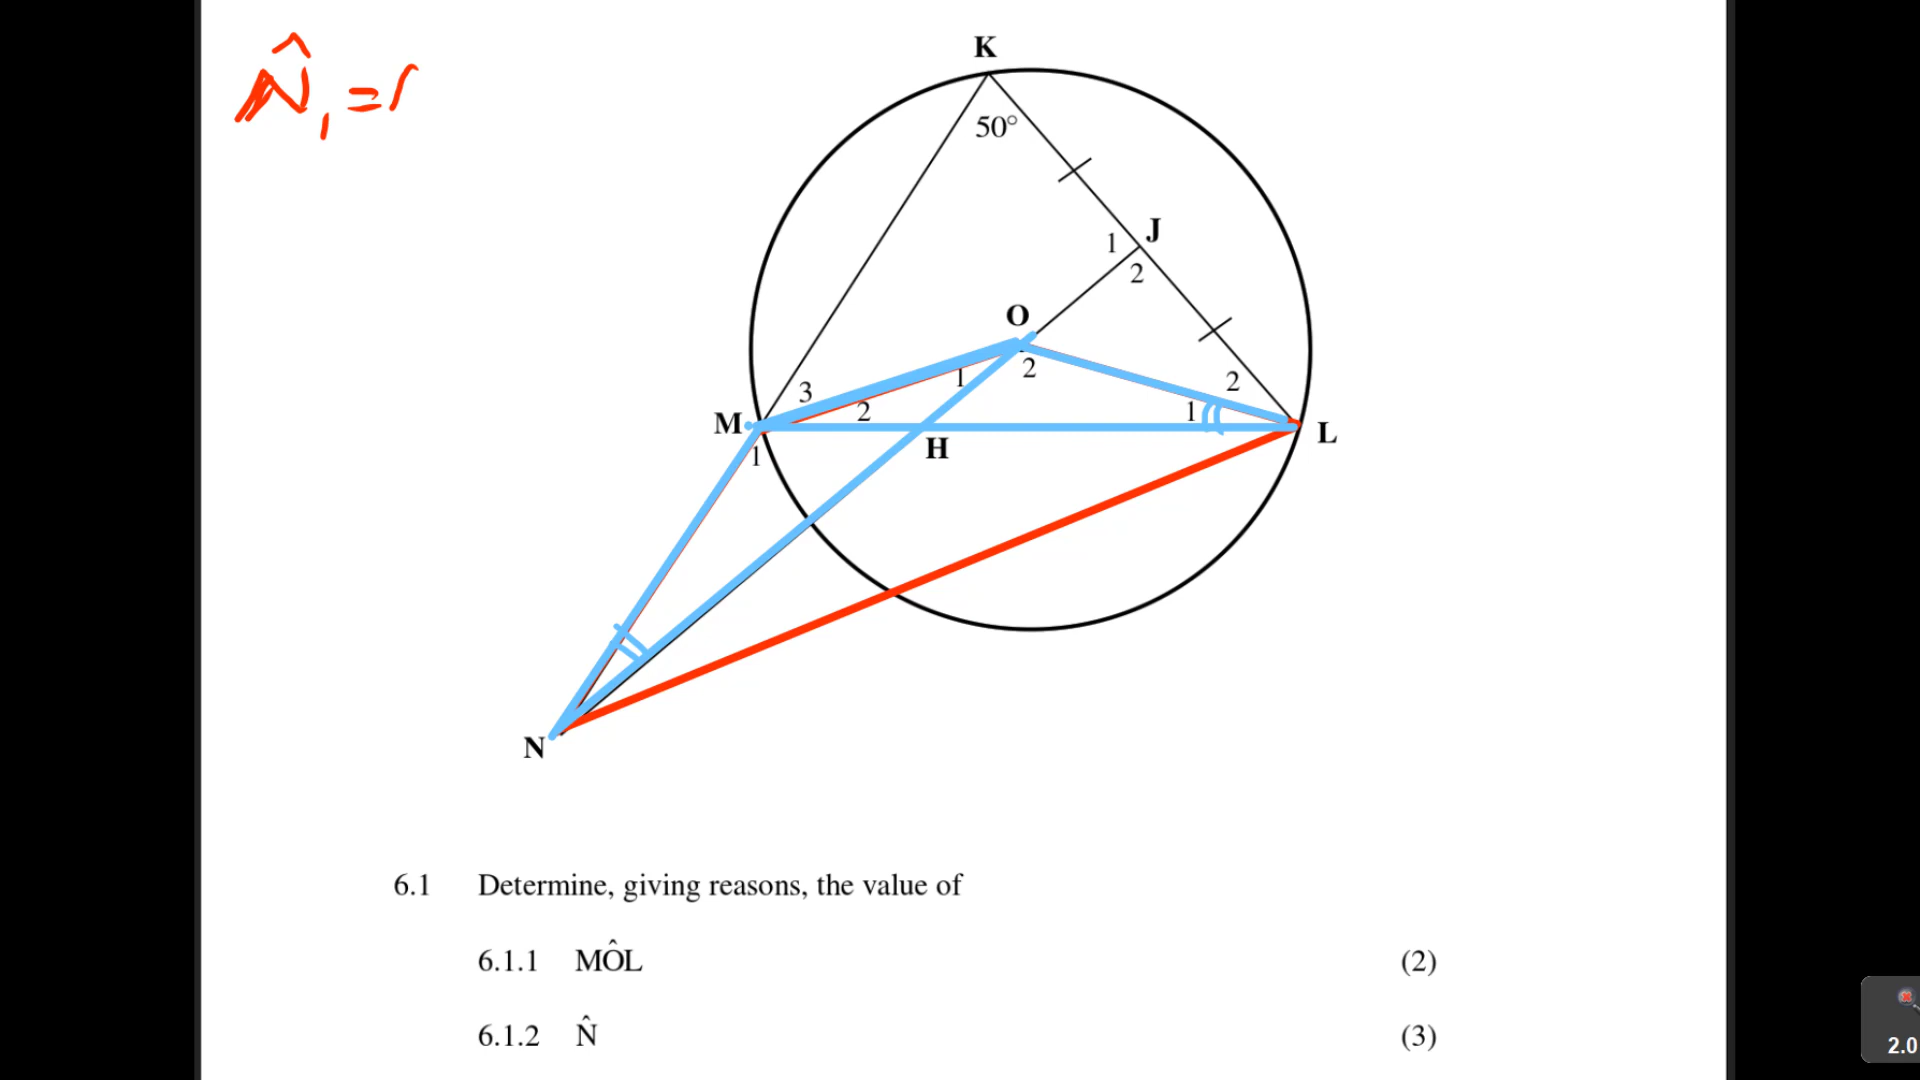 N̂₁ =
K
50°
J
1
2
O
1
2
3
2
2
1
M
H
L
1
N
6.1 Determine, giving reasons, the value of
6.1.1 MÔL (2)
6.1.2 N̂ (3)
2.0